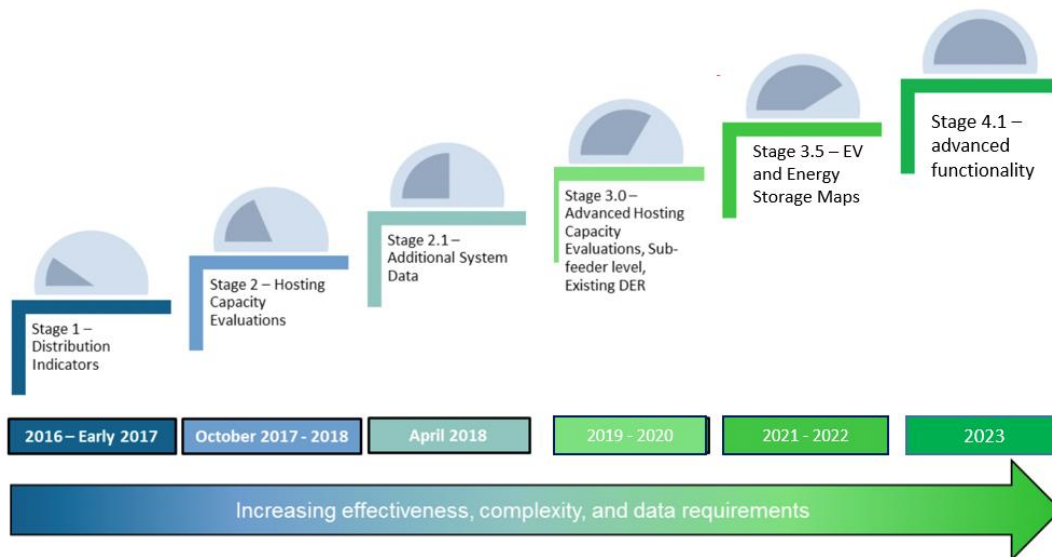 Stage 1 –
Distribution
Indicators
Stage 2 – Hosting
Capacity
Evaluations
Stage 2.1 –
Additional System
Data
Stage 3.0 –
Advanced Hosting
Capacity
Evaluations, Sub-
feeder level,
Existing DER
Stage 3.5 – EV
and Energy
Storage Maps
Stage 4.1 –
advanced
functionality
2016 – Early 2017
October 2017 - 2018
April 2018
2019 - 2020
2021 - 2022
2023
Increasing effectiveness, complexity, and data requirements